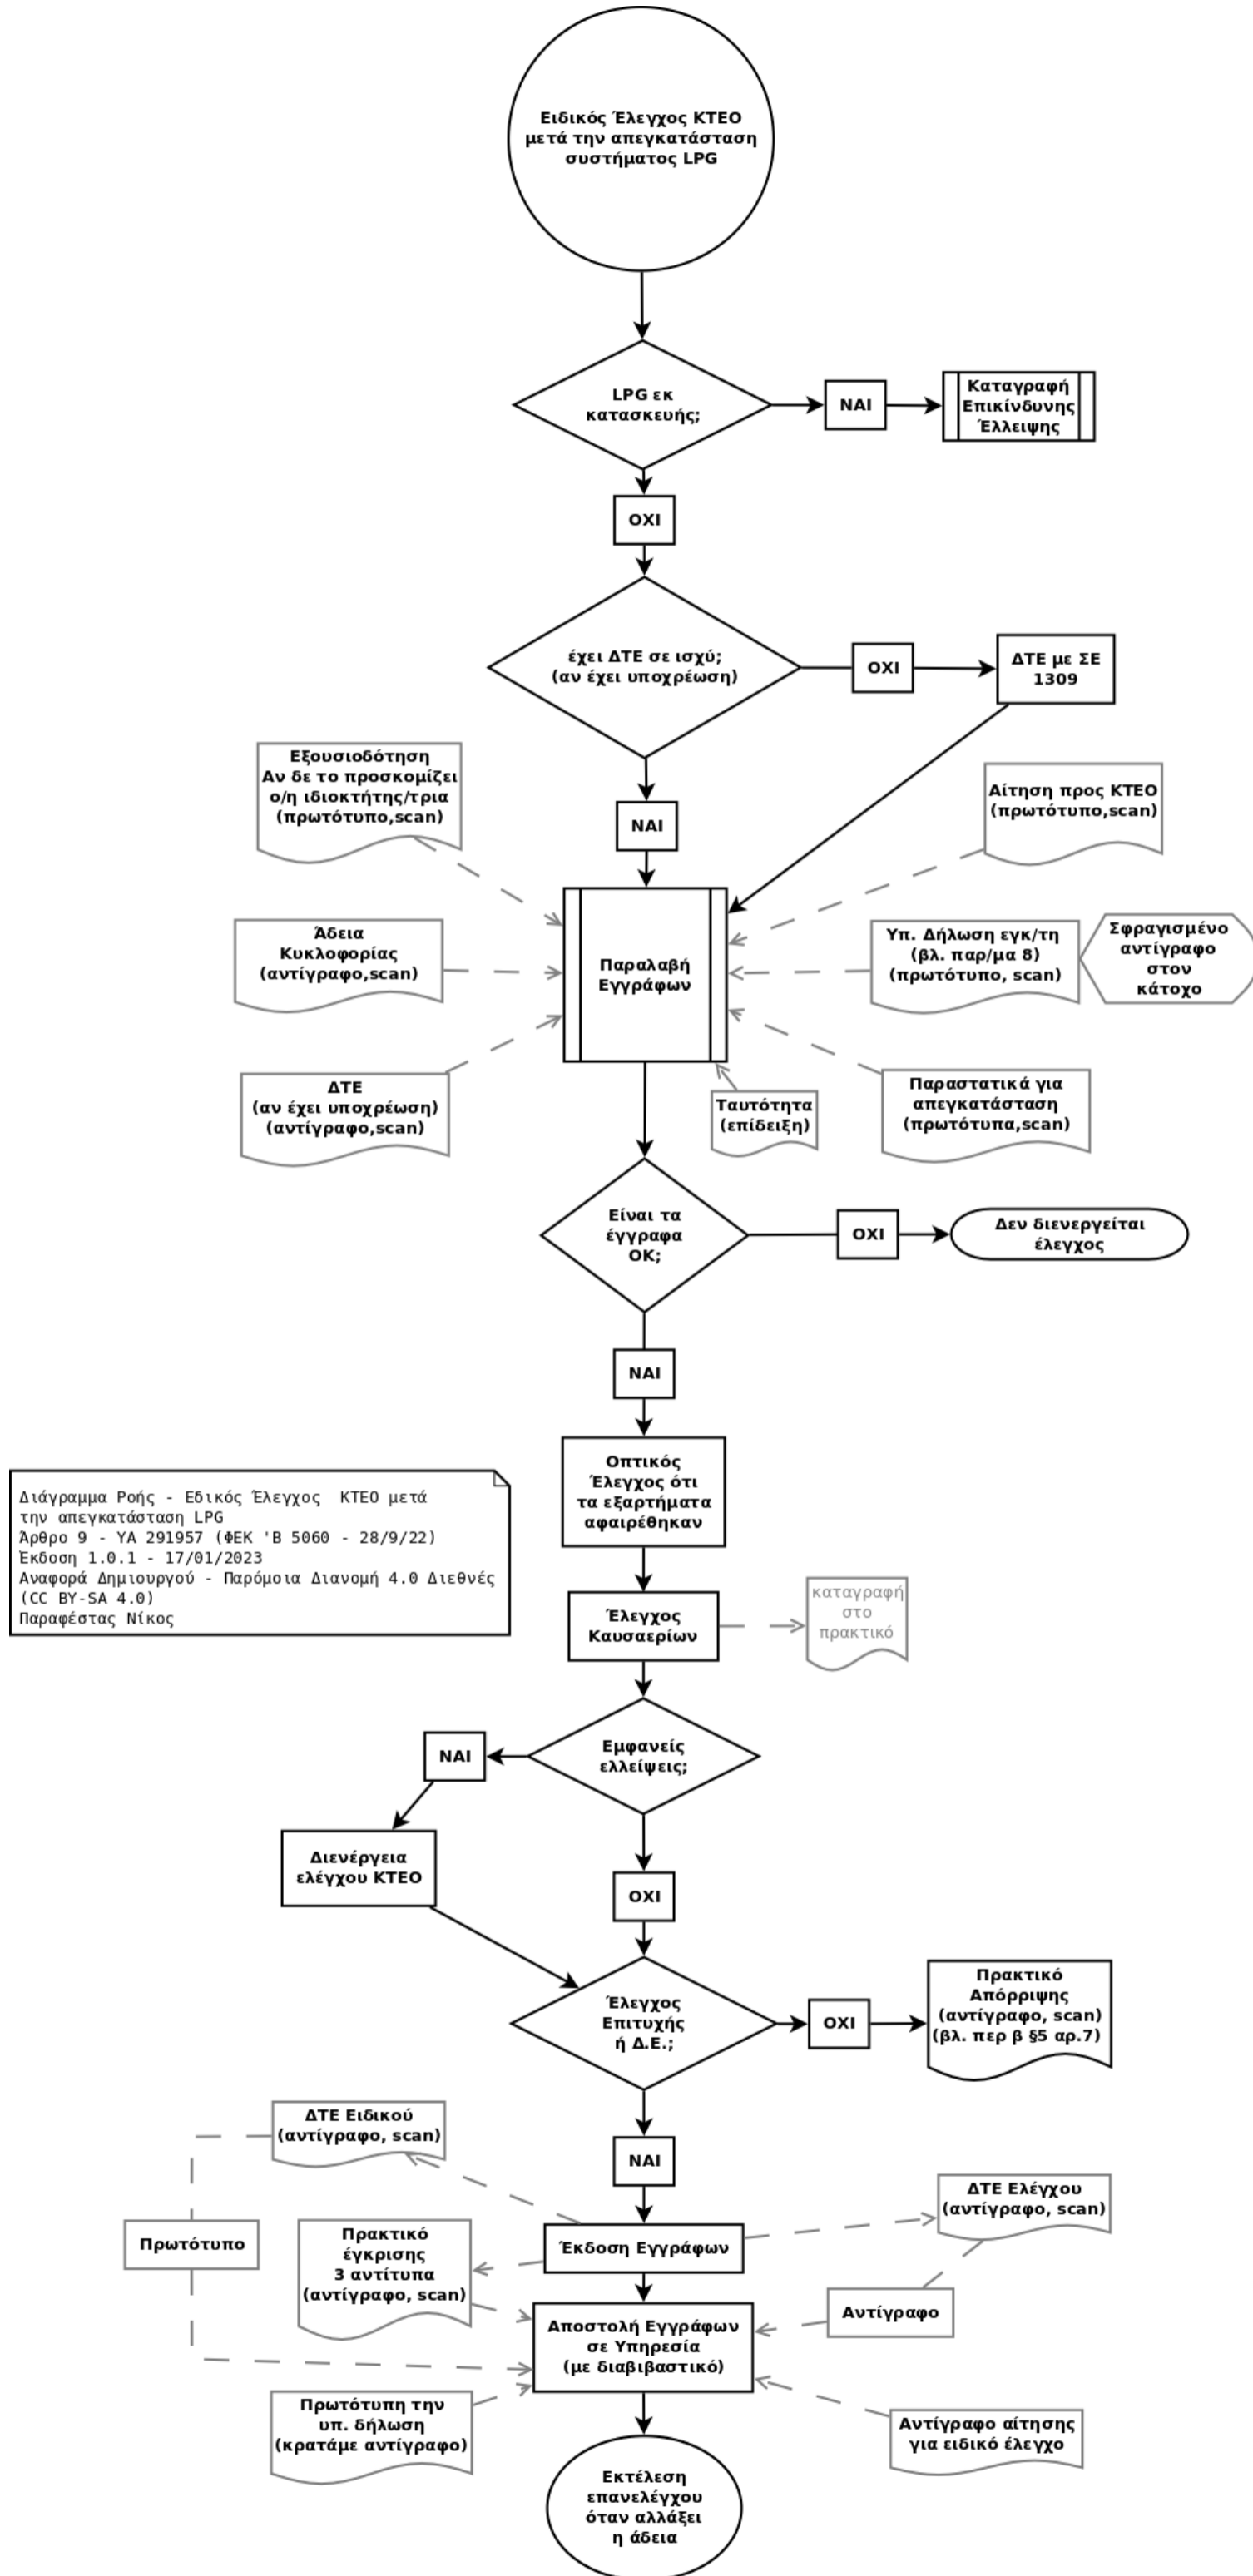 Ειδικός Έλεγχος ΚΤΕΟ
μετά την απεγκατάσταση
συστήματος LPG
LPG εκ
κατασκευής;
ΝΑΙ
Καταγραφή
Επικίνδυνης
Έλλειψης
ΟΧΙ
έχει ΔΤΕ σε ισχύ;
(αν έχει υποχρέωση)
ΟΧΙ
ΔΤΕ με ΣΕ
1309
ΝΑΙ
Εξουσιοδότηση
Αν δε το προσκομίζει
ο/η ιδιοκτήτης/τρια
(πρωτότυπο,scan)
Αίτηση προς ΚΤΕΟ
(πρωτότυπο,scan)
Άδεια
Κυκλοφορίας
(αντίγραφο,scan)
Παραλαβή
Εγγράφων
Υπ. Δήλωση εγκ/τη
(βλ. παρ/μα 8)
(πρωτότυπο, scan)
Σφραγισμένο
αντίγραφο
στον
κάτοχο
ΔΤΕ
(αν έχει υποχρέωση)
(αντίγραφο,scan)
Ταυτότητα
(επίδειξη)
Παραστατικά για
απεγκατάσταση
(πρωτότυπα,scan)
Είναι τα
έγγραφα
ΟΚ;
ΟΧΙ
Δεν διενεργείται
έλεγχος
ΝΑΙ
Οπτικός
Έλεγχος ότι
τα εξαρτήματα
αφαιρέθηκαν
Διάγραμμα Ροής - Εδικός Έλεγχος  ΚΤΕΟ μετά
την απεγκατάσταση LPG
Άρθρο 9 - ΥΑ 291957 (ΦΕΚ 'Β 5060 - 28/9/22)
Έκδοση 1.0.1 - 17/01/2023
Αναφορά Δημιουργού - Παρόμοια Διανομή 4.0 Διεθνές
(CC BY-SA 4.0)
Παραφέστας Νίκος
Έλεγχος
Καυσαερίων
καταγραφή
στο
πρακτικό
Εμφανείς
ελλείψεις;
ΝΑΙ
Διενέργεια
ελέγχου ΚΤΕΟ
ΟΧΙ
Έλεγχος
Επιτυχής
ή Δ.Ε.;
ΟΧΙ
Πρακτικό
Απόρριψης
(αντίγραφο, scan)
(βλ. περ β §5 αρ.7)
ΝΑΙ
ΔΤΕ Ειδικού
(αντίγραφο, scan)
Πρωτότυπο
Πρακτικό
έγκρισης
3 αντίτυπα
(αντίγραφο, scan)
Έκδοση Εγγράφων
ΔΤΕ Ελέγχου
(αντίγραφο, scan)
Αντίγραφο
Αποστολή Εγγράφων
σε Υπηρεσία
(με διαβιβαστικό)
Πρωτότυπη την
υπ. δήλωση
(κρατάμε αντίγραφο)
Αντίγραφο αίτησης
για ειδικό έλεγχο
Εκτέλεση
επανελέγχου
όταν αλλάξει
η άδεια